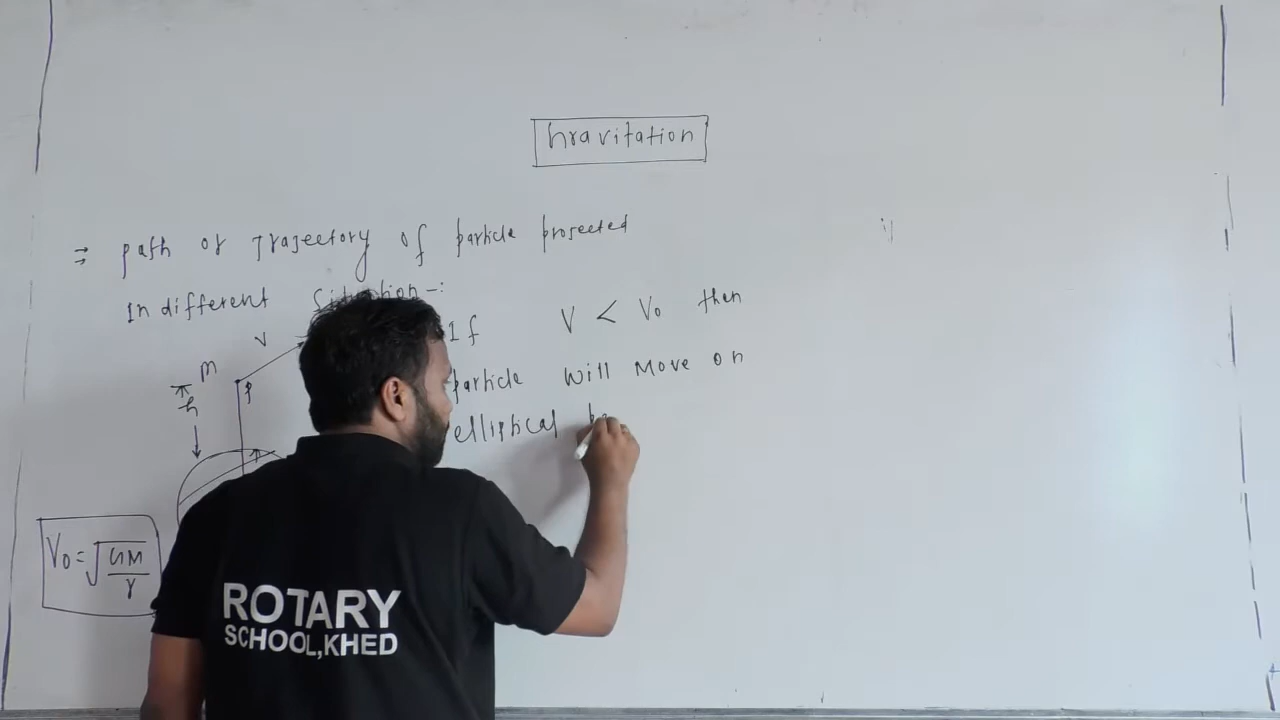 Gravitation
⇒ path or Trajectory of particle projected
In different Situation-:
V
If V < V₀ then
m
P
particle will move on
h
elliptical
V₀ = √GM/r
ROTARY
SCHOOL,KHED